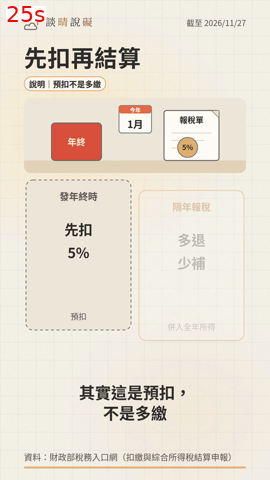 25s
談晴說礙
截至 2026/11/27
先扣再結算
說明｜預扣不是多繳
年終
今年
1月
報稅單
5%
發年終時
先扣
5%
預扣
隔年報稅
多退
少補
併入全年所得
其實這是預扣，
不是多繳
資料：財政部稅務入口網（扣繳與綜合所得稅結算申報）